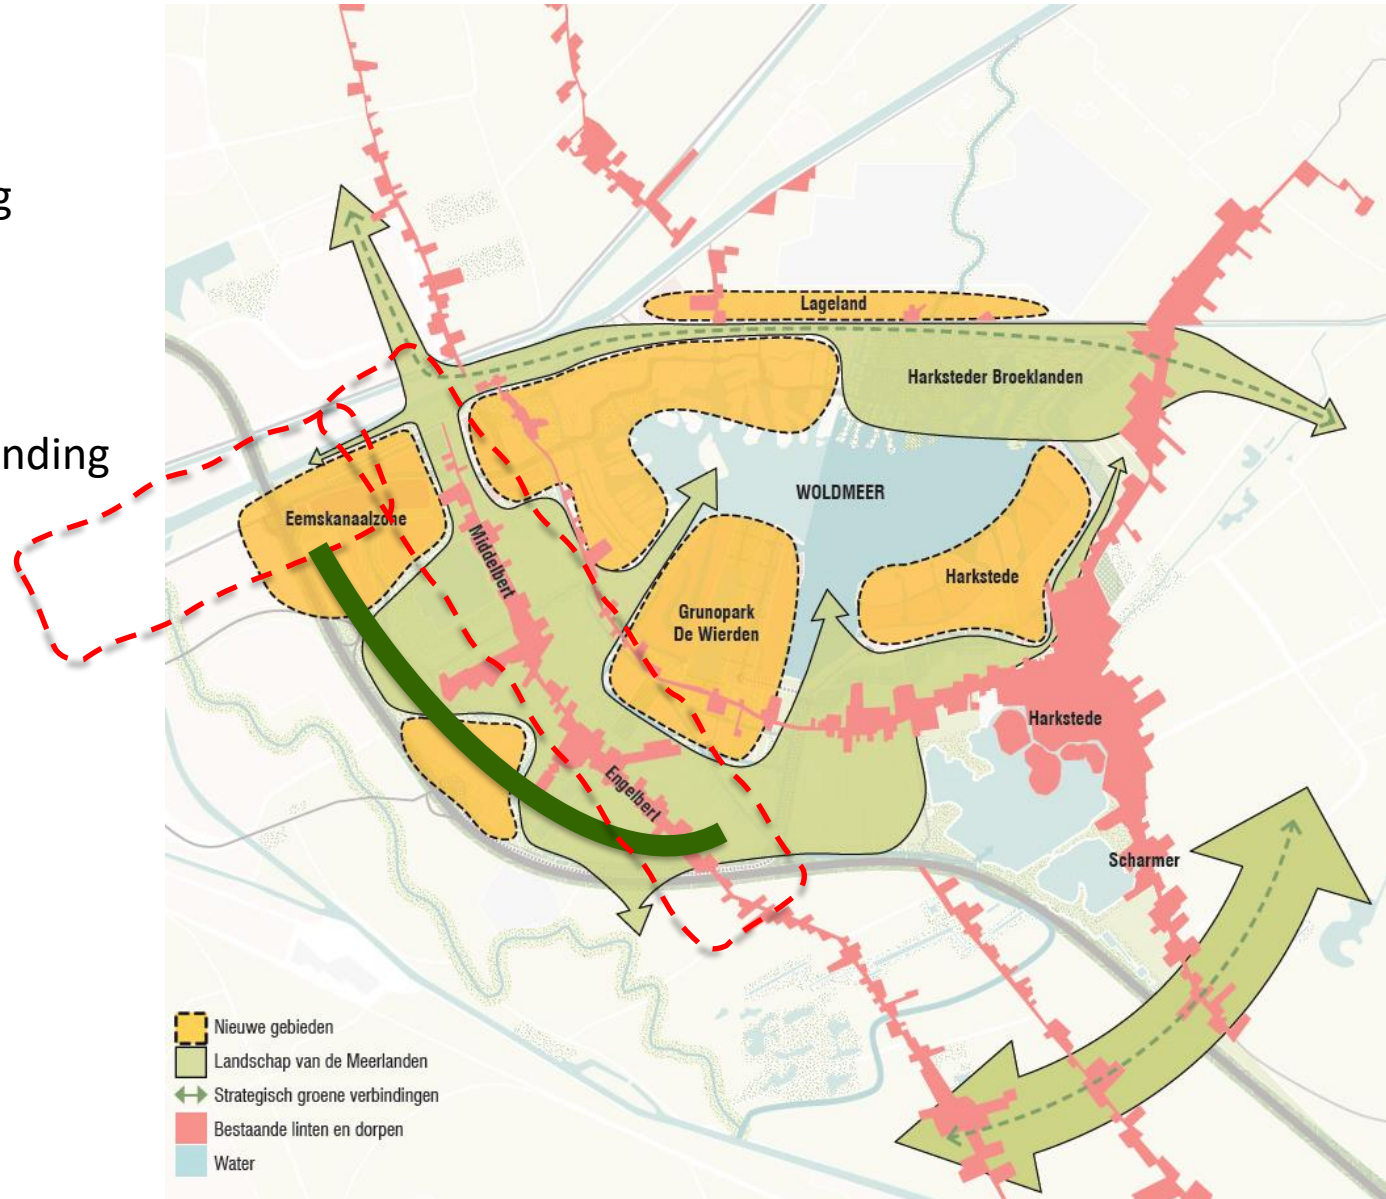 g
nding
Lageland
Harksteder Broeklanden
WOLDMEER
Eemskanaalzone
Middelbert
Harkstede
Grunopark
De Wierden
Harkstede
Engelbert
Scharmer
Nieuwe gebieden
Landschap van de Meerlanden
Strategisch groene verbindingen
Bestaande linten en dorpen
Water